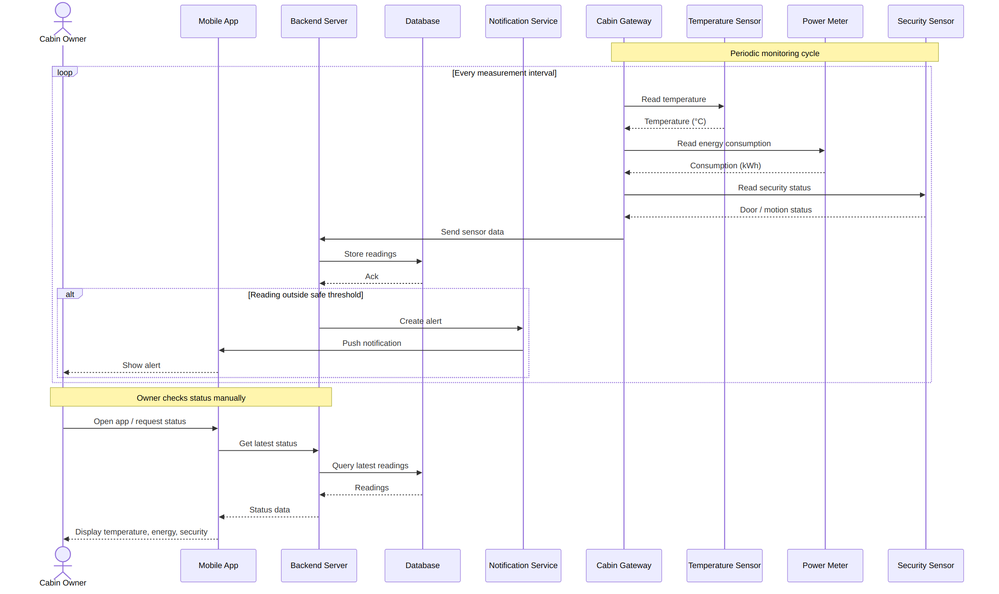 Cabin Owner
Mobile App
Backend Server
Database
Notification Service
Cabin Gateway
Temperature Sensor
Power Meter
Security Sensor
Periodic monitoring cycle
loop
[Every measurement interval]
Read temperature
Temperature (°C)
Read energy consumption
Consumption (kWh)
Read security status
Door / motion status
Send sensor data
Store readings
Ack
alt
[Reading outside safe threshold]
Create alert
Push notification
Show alert
Owner checks status manually
Open app / request status
Get latest status
Query latest readings
Readings
Status data
Display temperature, energy, security
Cabin Owner
Mobile App
Backend Server
Database
Notification Service
Cabin Gateway
Temperature Sensor
Power Meter
Security Sensor